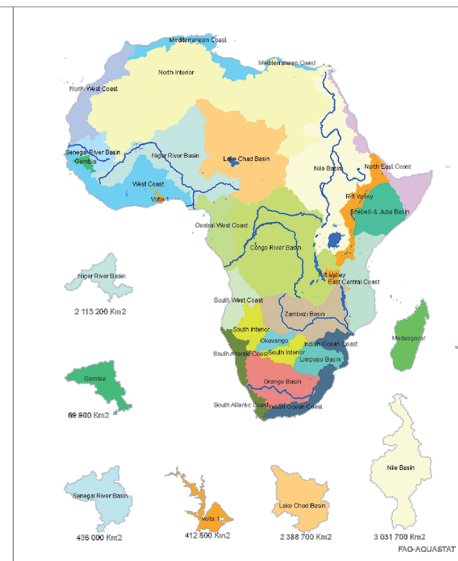 Mediterranean Coast
Mediterranean Coast
North Interior
North West Coast
Senegal River Basin
Gambia
Niger River Basin
Lake Chad Basin
Nile Basin
North East Coast
West Coast
Volta 1
Rift Valley
Shebelli & Juba Basin
Central West Coast
Congo River Basin
Rift Valley
East Central Coast
South West Coast
Zambezi Basin
South Interior
Okavango
Indian Ocean Coast
South Atlantic Coast
South Interior
Limpopo Basin
Madagascar
Orange Basin
South Atlantic Coast
Indian Ocean Coast
Niger River Basin
2 113 200 Km2
Gambia
69 900 Km2
Senegal River Basin
436 000 Km2
Volta 1
412 800 Km2
Lake Chad Basin
2 388 700 Km2
Nile Basin
3 031 700 Km2
FAO-AQUASTAT